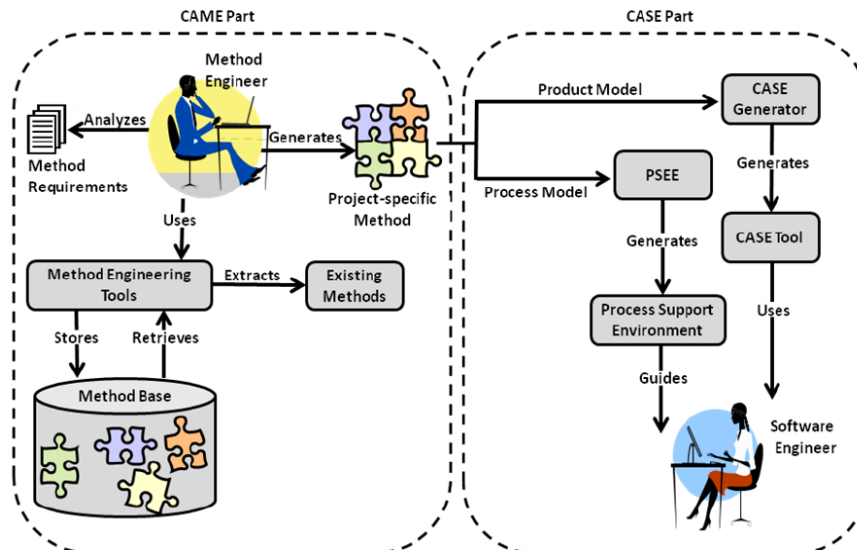 CAME Part
CASE Part
Method
Engineer
Analyzes
Method
Requirements
Generates
Project-specific
Method
Product Model
CASE
Generator
Process Model
PSEE
Generates
Generates
CASE Tool
Uses
Method Engineering
Tools
Extracts
Existing
Methods
Process Support
Environment
Uses
Stores
Retrieves
Guides
Method Base
Software
Engineer